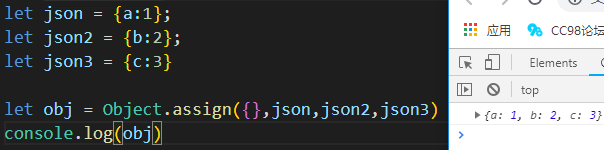 let json = {a:1};
let json2 = {b:2};
let json3 = {c:3}
let obj = Object.assign({},json,json2,json3)
console.log(obj)
应用 CC98论坛
Elements
top
{a: 1, b: 2, c: 3}